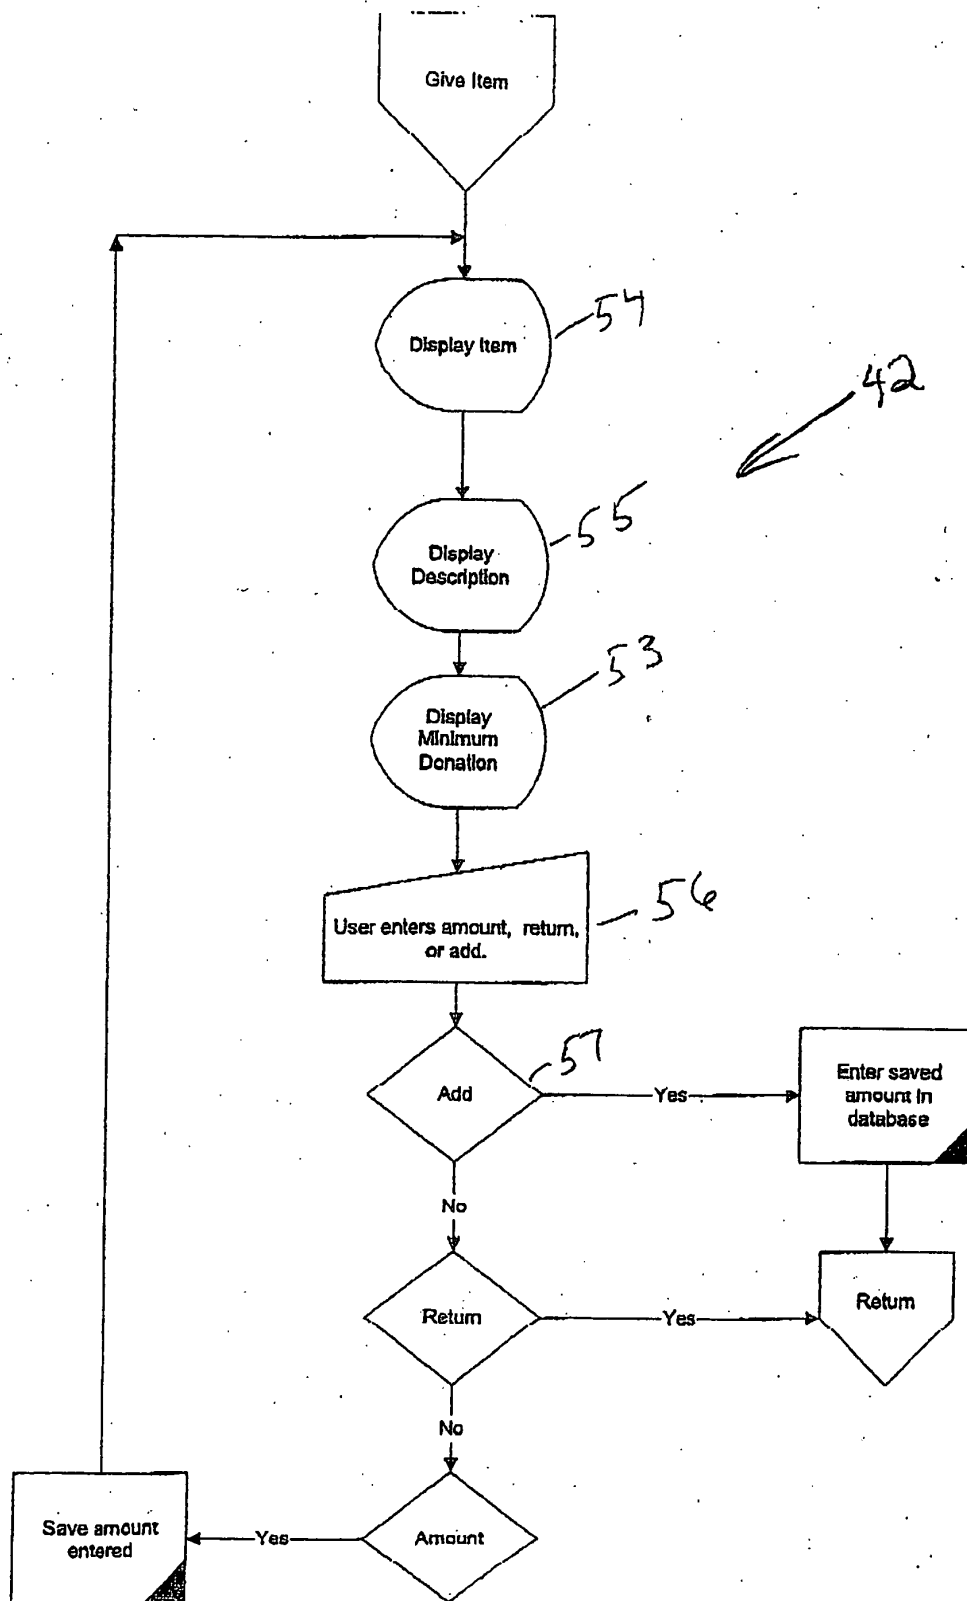 Give Item
Display Item
54
42
Display
Description
55
Display
Minimum
Donation
53
User enters amount, return,
or add.
56
Add
57
Yes
Enter saved
amount in
database
No
Return
Yes
Return
No
Amount
Yes
Save amount
entered